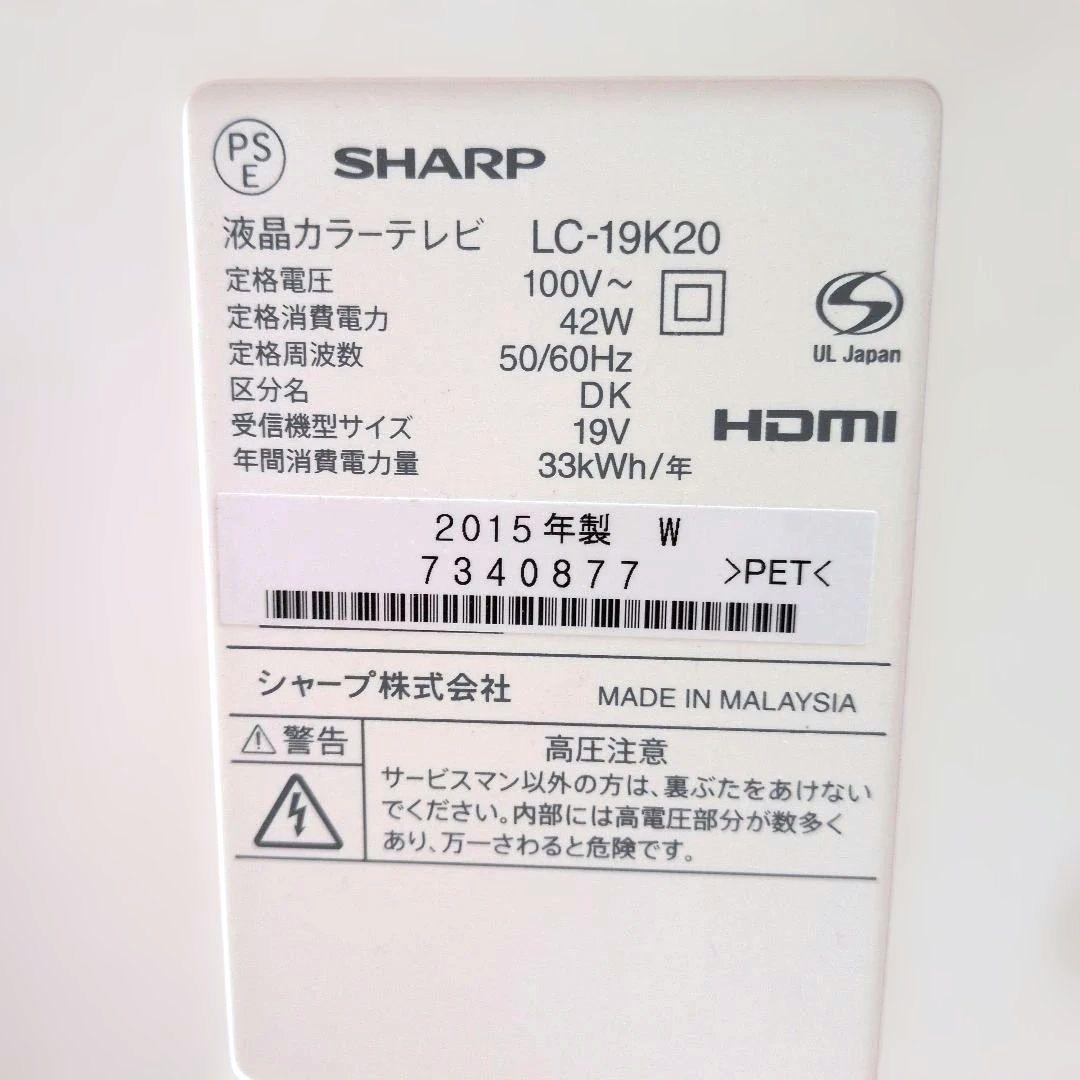 PSE SHARP
液晶カラーテレビ LC-19K20
定格電圧 100V～
定格消費電力 42W
定格周波数 50/60Hz
区分名 DK
受信機型サイズ 19V
年間消費電力量 33kWh/年
UL Japan
HDMI
2015年製 W
7340877 >PET<
シャープ株式会社 MADE IN MALAYSIA
警告
高圧注意
サービスマン以外の方は、裏ぶたをあけない
でください。内部には高電圧部分が数多く
あり、万一さわると危険です。